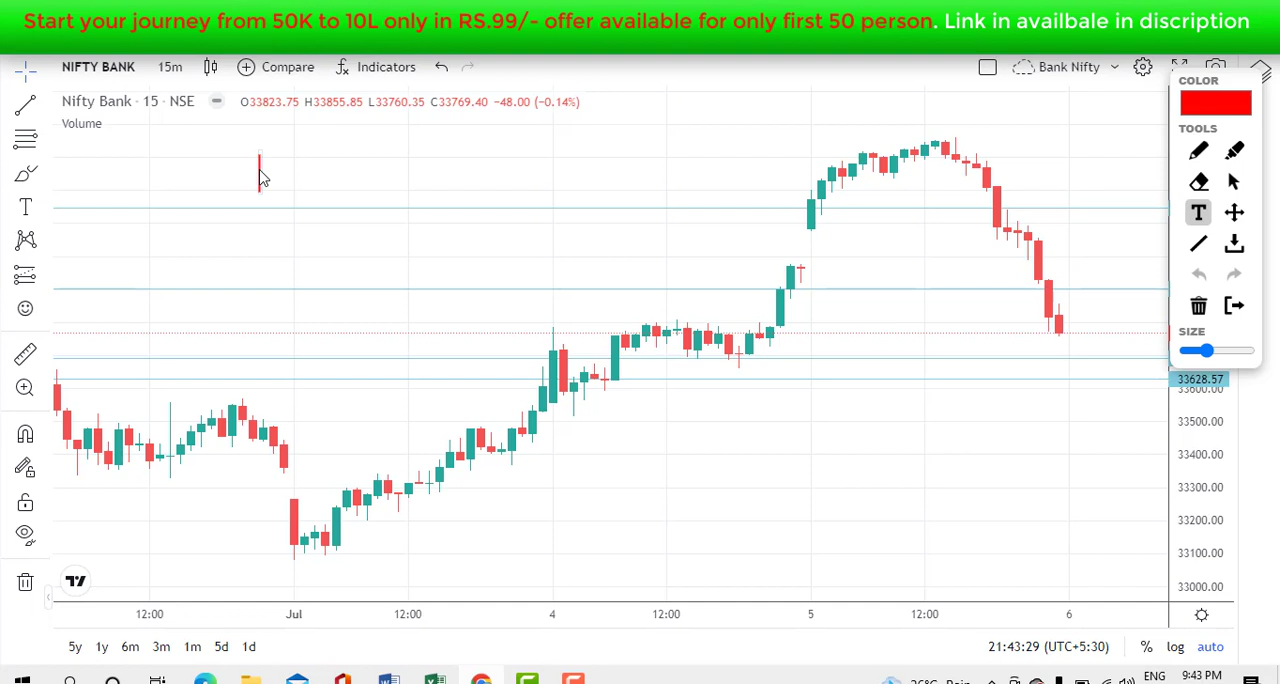 Start your journey from 50K to 10L only in RS.99/- offer available for only first 50 person. Link in availbale in discription
NIFTY BANK 15m Compare Indicators Bank Nifty
Nifty Bank · 15 · NSE O33823.75 H33855.85 L33760.35 C33769.40 -48.00 (-0.14%)
Volume
COLOR
TOOLS
T
T
SIZE
33628.57
33600.00
33500.00
33400.00
33300.00
33200.00
33100.00
33000.00
12:00 Jul 12:00 4 12:00 5 12:00 6
5y 1y 6m 3m 1m 5d 1d 21:43:29 (UTC+5:30) % log auto
ENG 9:43 PM